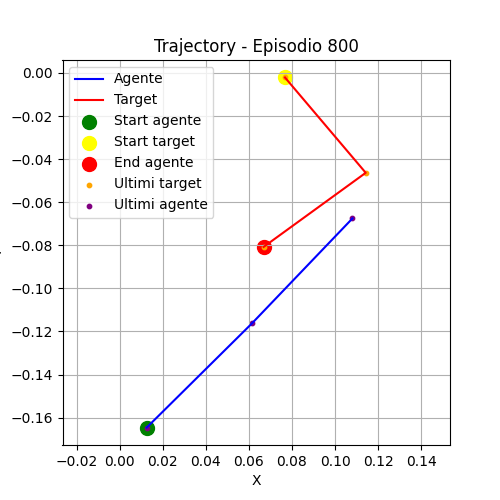 Trajectory - Episodio 800
Agente
Target
Start agente
Start target
End agente
Ultimi target
Ultimi agente
0.00
−0.02
−0.04
−0.06
−0.08
−0.10
−0.12
−0.14
−0.16
−0.02 0.00 0.02 0.04 0.06 0.08 0.10 0.12 0.14
X